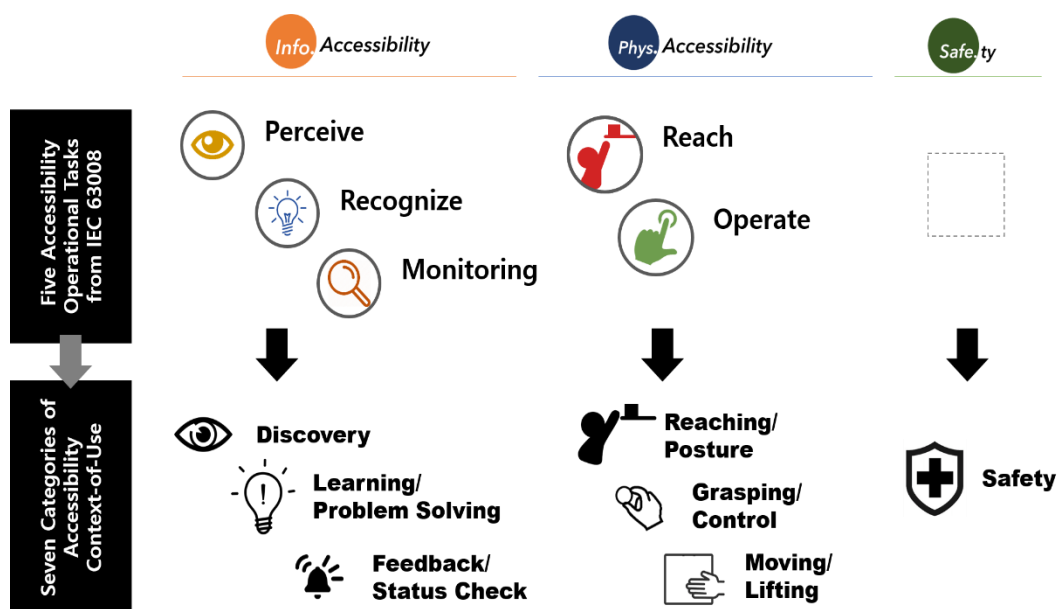 Info. Accessibility
Phys. Accessibility
Safe.ty
Five Accessibility
Operational Tasks
from IEC 63008
Perceive
Recognize
Monitoring
Reach
Operate
Seven Categories of
Accessibility
Context-of-Use
Discovery
Learning/
Problem Solving
Feedback/
Status Check
Reaching/
Posture
Grasping/
Control
Moving/
Lifting
Safety